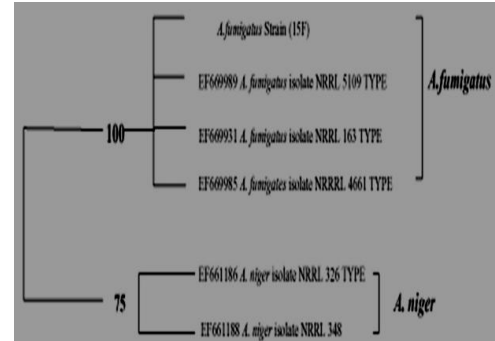 A.fumigatus Strain (15F)
EF669989 A. fumigatus isolate NRRL 5109 TYPE
A.fumigatus
100
EF669931 A. fumigatus isolate NRRL 163 TYPE
EF669985 A. fumigates isolate NRRRL 4661 TYPE
EF661186 A. niger isolate NRRL 326 TYPE
75
A. niger
EF661188 A. niger isolate NRRL 348